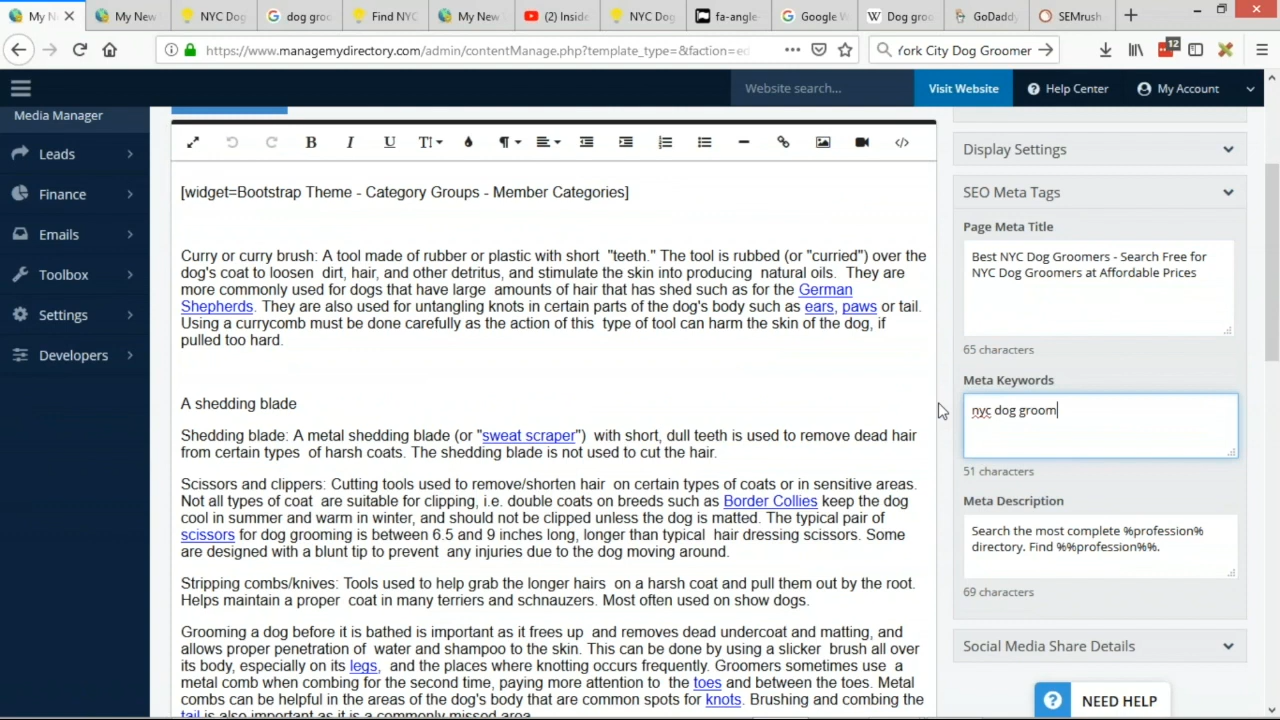 My N
My New
NYC Dog
dog groo
Find NYC
My New
(2) Inside
NYC Dog
fa-angle-
Google W
Dog groo
GoDaddy
SEMrush
https://www.managemydirectory.com/admin/contentManage.php?template_type=&faction=ed
York City Dog Groomer
12
Website search...
Visit Website
Help Center
My Account
Media Manager
Leads
Finance
Emails
Toolbox
Settings
Developers
[widget=Bootstrap Theme - Category Groups - Member Categories]
Curry or curry brush: A tool made of rubber or plastic with short "teeth." The tool is rubbed (or "curried") over the
dog's coat to loosen dirt, hair, and other detritus, and stimulate the skin into producing natural oils. They are
more commonly used for dogs that have large amounts of hair that has shed such as for the German
Shepherds. They are also used for untangling knots in certain parts of the dog's body such as ears, paws or tail.
Using a currycomb must be done carefully as the action of this type of tool can harm the skin of the dog, if
pulled too hard.
A shedding blade
Shedding blade: A metal shedding blade (or "sweat scraper") with short, dull teeth is used to remove dead hair
from certain types of harsh coats. The shedding blade is not used to cut the hair.
Scissors and clippers: Cutting tools used to remove/shorten hair on certain types of coats or in sensitive areas.
Not all types of coat are suitable for clipping, i.e. double coats on breeds such as Border Collies keep the dog
cool in summer and warm in winter, and should not be clipped unless the dog is matted. The typical pair of
scissors for dog grooming is between 6.5 and 9 inches long, longer than typical hair dressing scissors. Some
are designed with a blunt tip to prevent any injuries due to the dog moving around.
Stripping combs/knives: Tools used to help grab the longer hairs on a harsh coat and pull them out by the root.
Helps maintain a proper coat in many terriers and schnauzers. Most often used on show dogs.
Grooming a dog before it is bathed is important as it frees up and removes dead undercoat and matting, and
allows proper penetration of water and shampoo to the skin. This can be done by using a slicker brush all over
its body, especially on its legs, and the places where knotting occurs frequently. Groomers sometimes use a
metal comb when combing for the second time, paying more attention to the toes and between the toes. Metal
combs can be helpful in the areas of the dog's body that are common spots for knots. Brushing and combing the
tail is also important as it is a commonly missed area.
Display Settings
SEO Meta Tags
Page Meta Title
Best NYC Dog Groomers - Search Free for
NYC Dog Groomers at Affordable Prices
65 characters
Meta Keywords
nyc dog groom
51 characters
Meta Description
Search the most complete %profession%
directory. Find %%profession%%.
69 characters
Social Media Share Details
NEED HELP